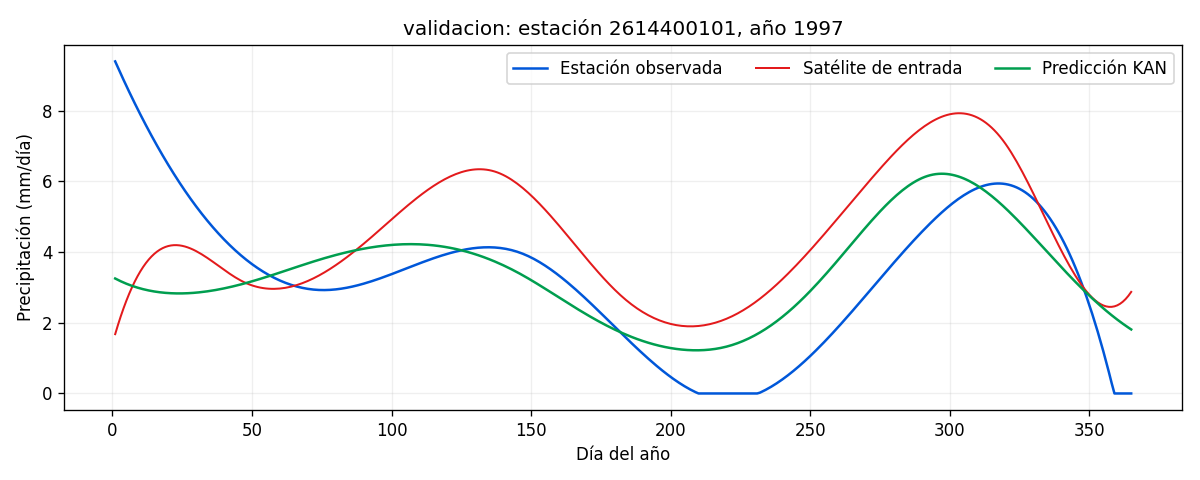 validacion: estación 2614400101, año 1997
Estación observada
Satélite de entrada
Predicción KAN
Precipitación (mm/día)
8
6
4
2
0
0
50
100
150
200
250
300
350
Día del año